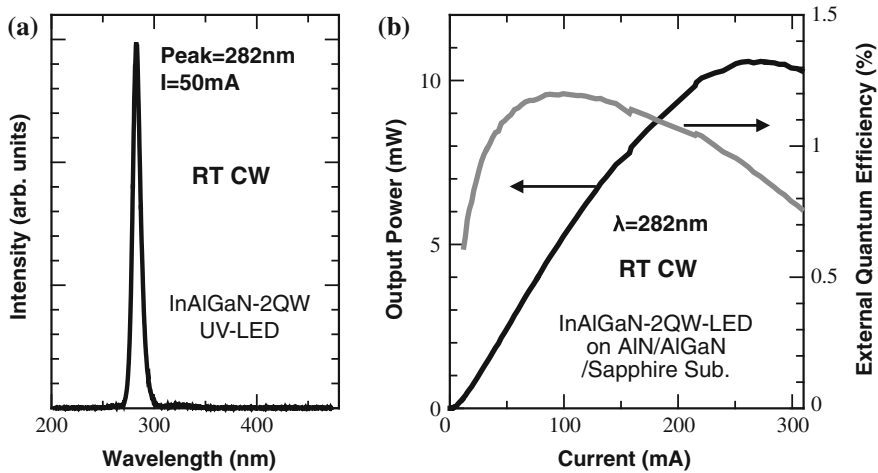 (a)
Peak=282nm
I=50mA
RT CW
InAlGaN-2QW
UV-LED
Intensity (arb. units)
200
300
400
Wavelength (nm)
(b)
10
5
0
Output Power (mW)
1.5
1
0.5
0
External Quantum Efficiency (%)
λ=282nm
RT CW
InAlGaN-2QW-LED
on AlN/AlGaN
/Sapphire Sub.
0
100
200
300
Current (mA)